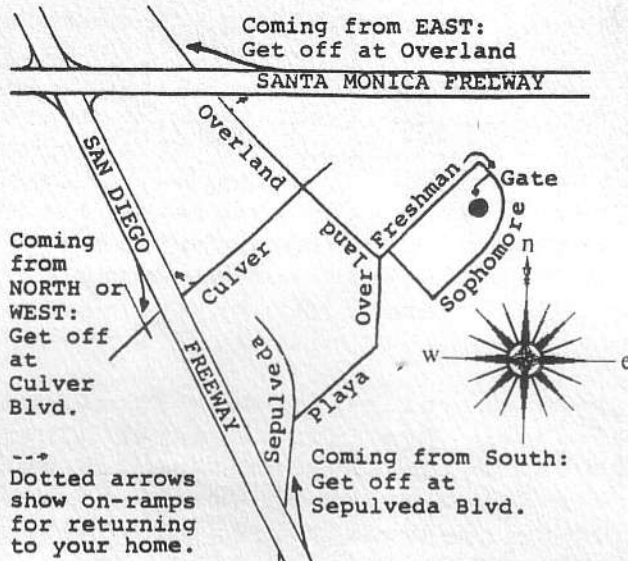 Coming from EAST:
Get off at Overland
SANTA MONICA FREEWAY
Overland
SAN DIEGO
FREEWAY
Culver
Overland
Freshman
Gate
Sophomore
n
w
e
Coming
from
NORTH or
WEST:
Get off
at
Culver
Blvd.
Sepulveda
Playa
Coming from South:
Get off at
Sepulveda Blvd.
Dotted arrows
show on-ramps
for returning
to your home.